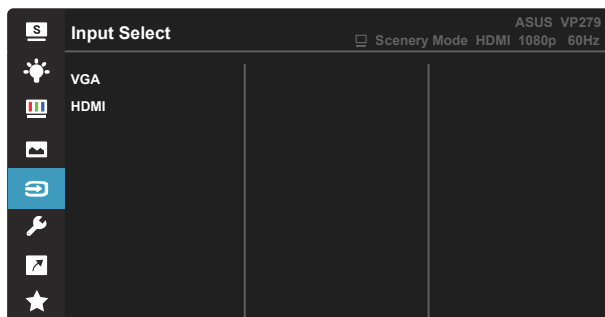 S
Input Select
ASUS VP279
Scenery Mode HDMI 1080p 60Hz
VGA
HDMI